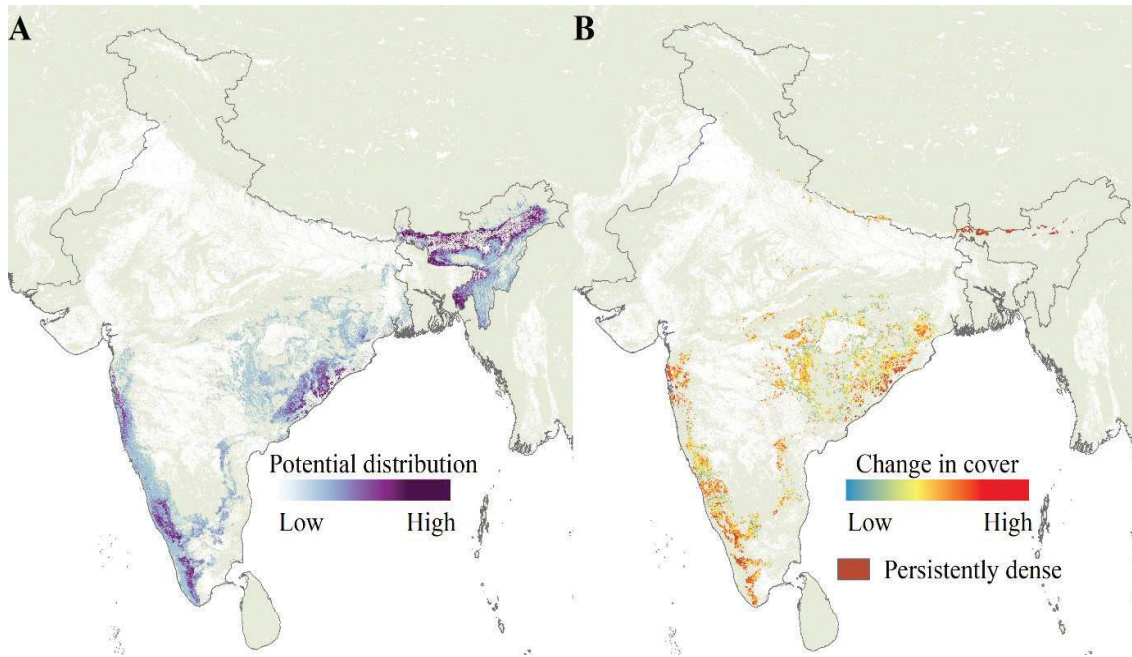 A
B
Potential distribution
Low High
Change in cover
Low High
Persistently dense